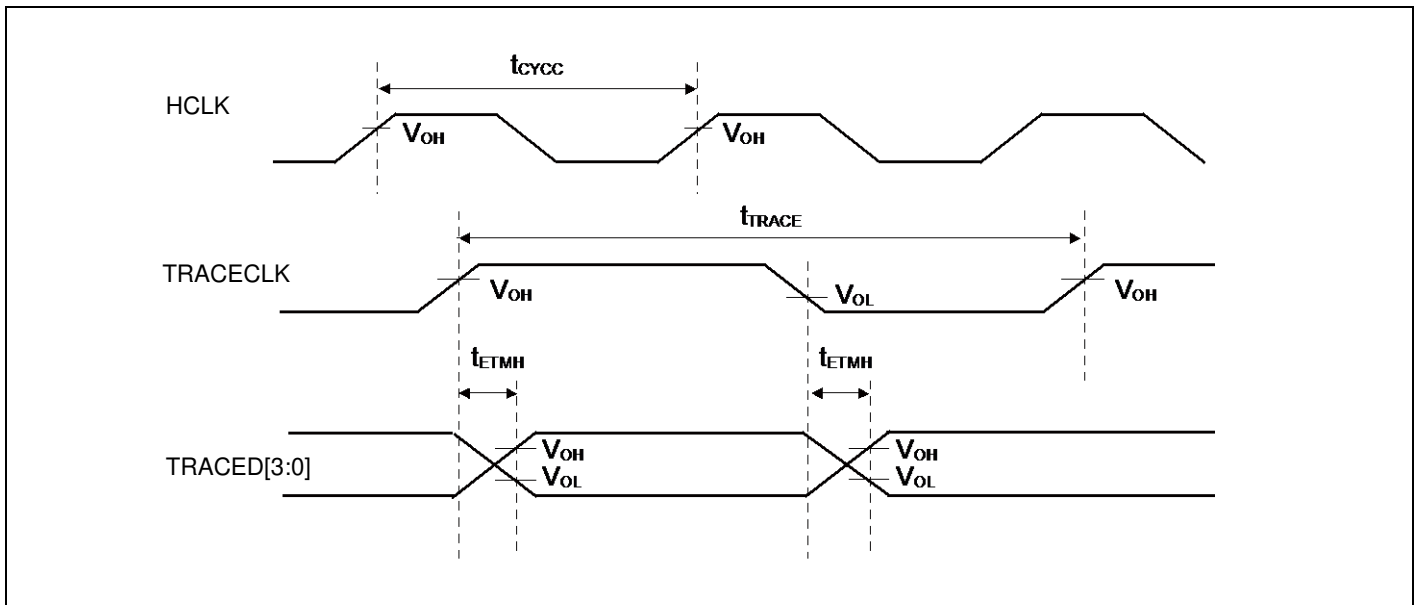 tCYCC
HCLK
VOH VOH
tTRACE
TRACECLK
VOH VOL VOH
tETMH tETMH
TRACED[3:0]
VOH VOH
VOL VOL